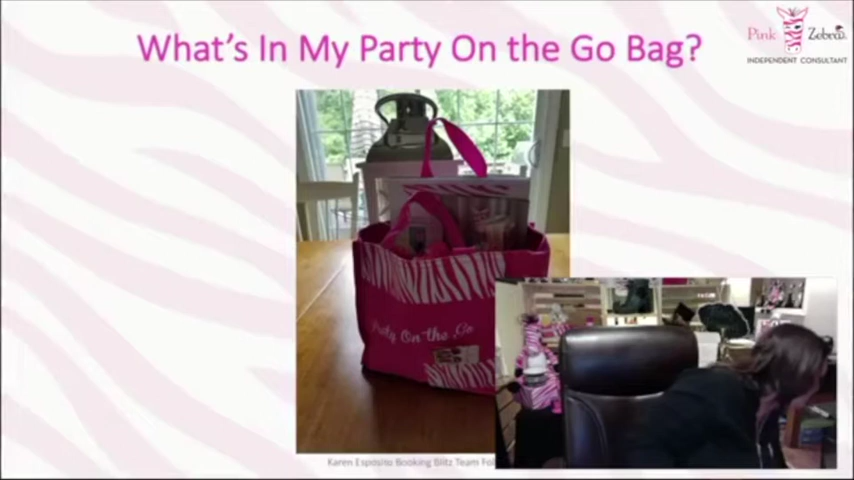 What's In My Party On the Go Bag?
Pink Zebra
INDEPENDENT CONSULTANT
Party On the Go
Karen Esposito Booking Blitz Team